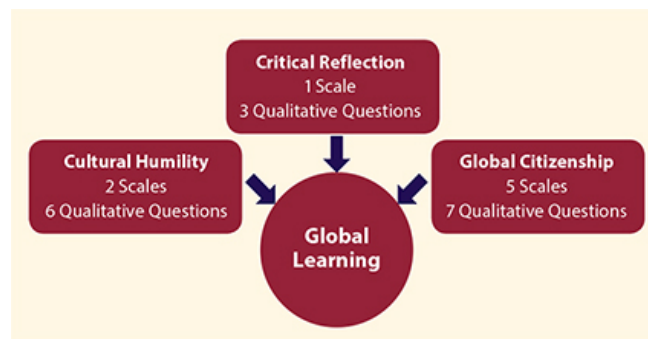 Critical Reflection
1 Scale
3 Qualitative Questions
Cultural Humility
2 Scales
6 Qualitative Questions
Global Citizenship
5 Scales
7 Qualitative Questions
Global
Learning